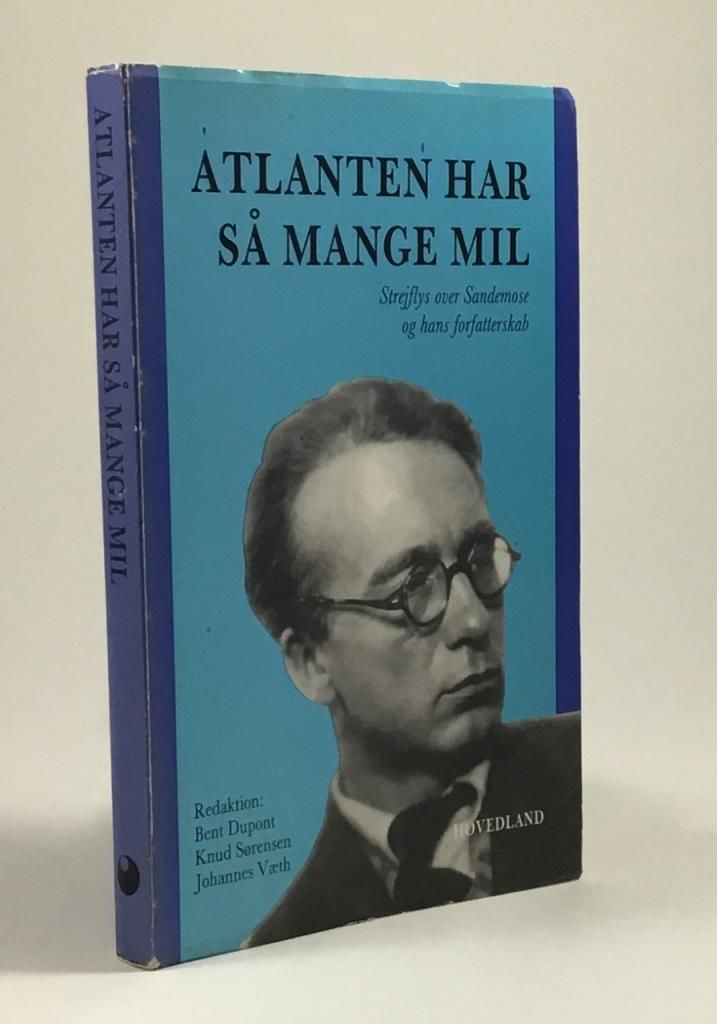 ATLANTEN HAR SÅ MANGE MIL
ATLANTEN HAR
SÅ MANGE MIL
Strejflys over Sandemose
og hans forfatterskab
Redaktion:
Bent Dupont
Knud Sørensen
Johannes Væth
HOVEDLAND